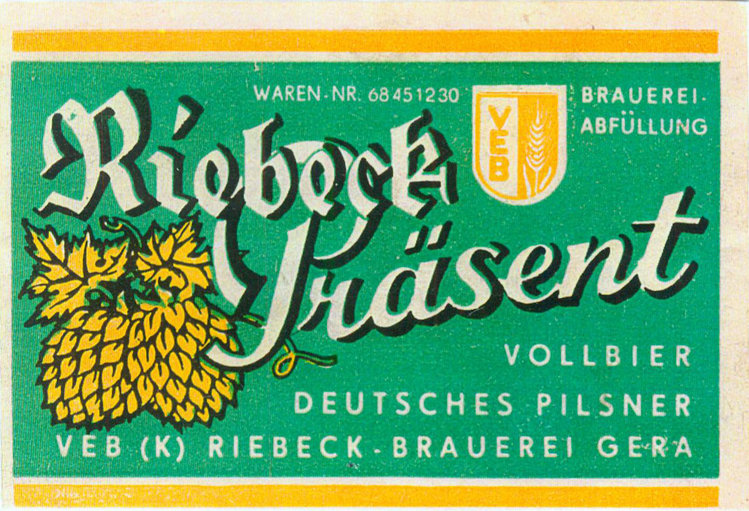 WAREN-NR. 68451230
BRAUEREI-
ABFÜLLUNG
VEB
Riebeck
Präsent
VOLLBIER
DEUTSCHES PILSNER
VEB (K) RIEBECK-BRAUEREI GERA